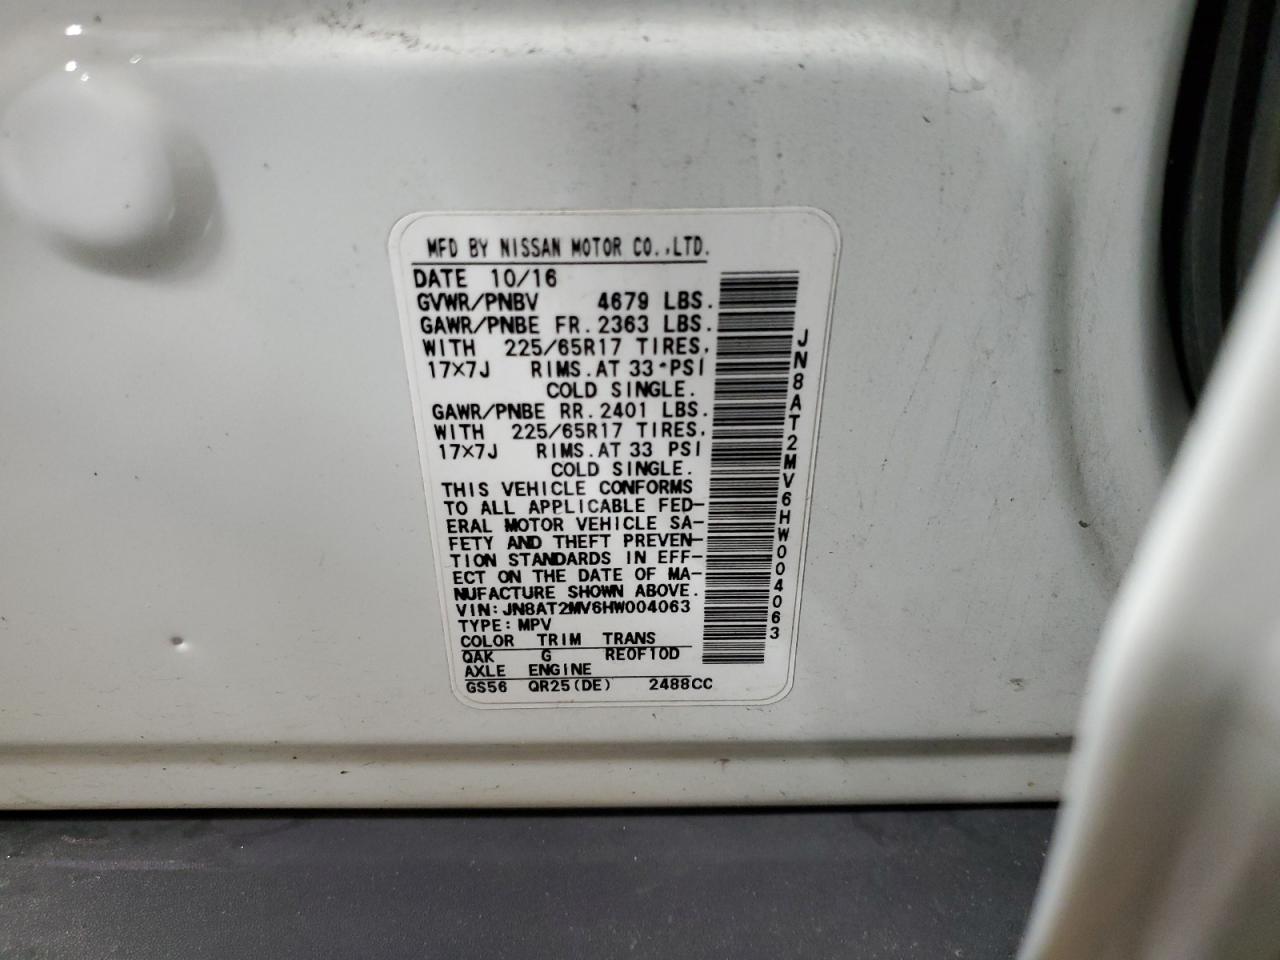 MFD BY NISSAN MOTOR CO.,LTD.
DATE 10/16
GVWR/PNBV 4679 LBS.
GAWR/PNBE FR. 2363 LBS.
WITH 225/65R17 TIRES,
17×7J RIMS.AT 33 PSI
COLD SINGLE.
GAWR/PNBE RR. 2401 LBS.
WITH 225/65R17 TIRES,
17×7J RIMS.AT 33 PSI
COLD SINGLE.
THIS VEHICLE CONFORMS
TO ALL APPLICABLE FED-
ERAL MOTOR VEHICLE SA-
FETY AND THEFT PREVEN-
TION STANDARDS IN EFF-
ECT ON THE DATE OF MA-
NUFACTURE SHOWN ABOVE.
VIN: JN8AT2MV6HW004063
TYPE: MPV
COLOR TRIM TRANS
QAK G RE0F10D
AXLE ENGINE
GS56 QR25(DE) 2488CC
JN8AT2MV6HW004063